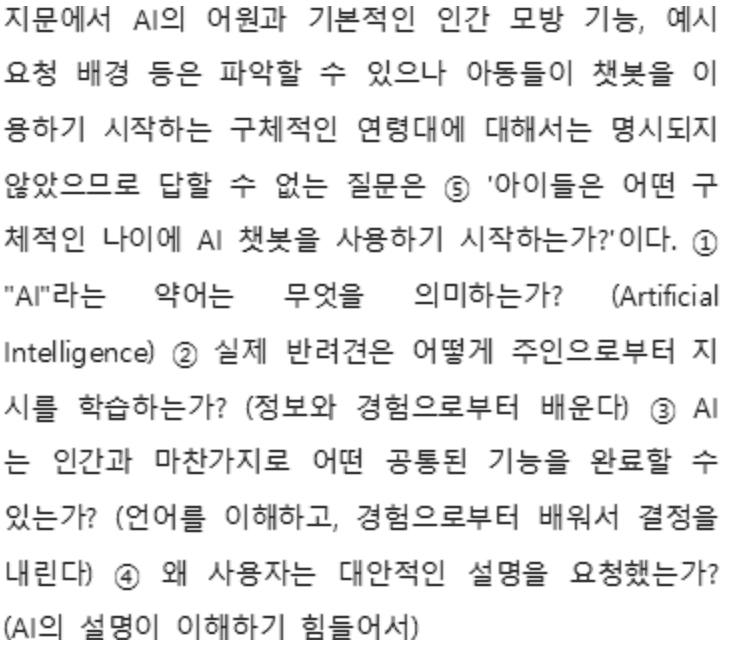 지문에서 AI의 어원과 기본적인 인간 모방 기능, 예시
요청 배경 등은 파악할 수 있으나 아동들이 챗봇을 이
용하기 시작하는 구체적인 연령대에 대해서는 명시되지
않았으므로 답할 수 없는 질문은 ⑤ '아이들은 어떤 구
체적인 나이에 AI 챗봇을 사용하기 시작하는가?'이다. ①
"AI"라는 약어는 무엇을 의미하는가? (Artificial
Intelligence) ② 실제 반려견은 어떻게 주인으로부터 지
시를 학습하는가? (정보와 경험으로부터 배운다) ③ AI
는 인간과 마찬가지로 어떤 공통된 기능을 완료할 수
있는가? (언어를 이해하고, 경험으로부터 배워서 결정을
내린다) ④ 왜 사용자는 대안적인 설명을 요청했는가?
(AI의 설명이 이해하기 힘들어서)